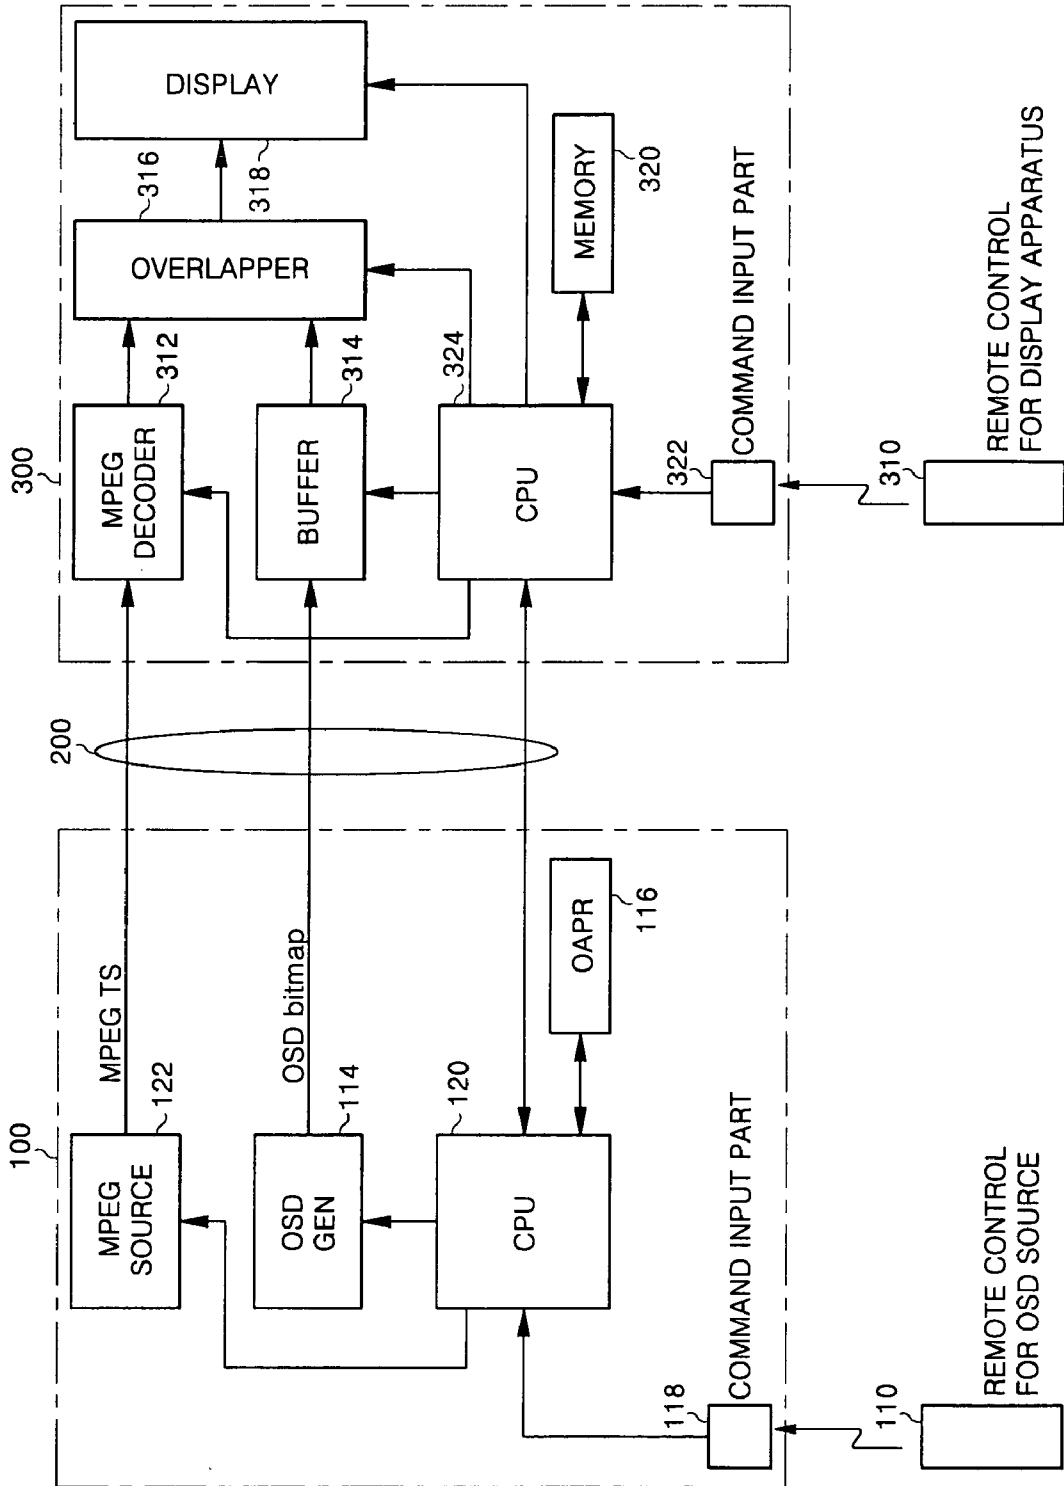 100
MPEG
SOURCE
122
MPEG TS
OSD
GEN
114
OSD bitmap
CPU
120
OAPR
116
118
COMMAND INPUT PART
110
REMOTE CONTROL
FOR OSD SOURCE
200
300
MPEG
DECODER
312
BUFFER
314
CPU
324
OVERLAPPER
316
DISPLAY
318
MEMORY
320
322
COMMAND INPUT PART
310
REMOTE CONTROL
FOR DISPLAY APPARATUS